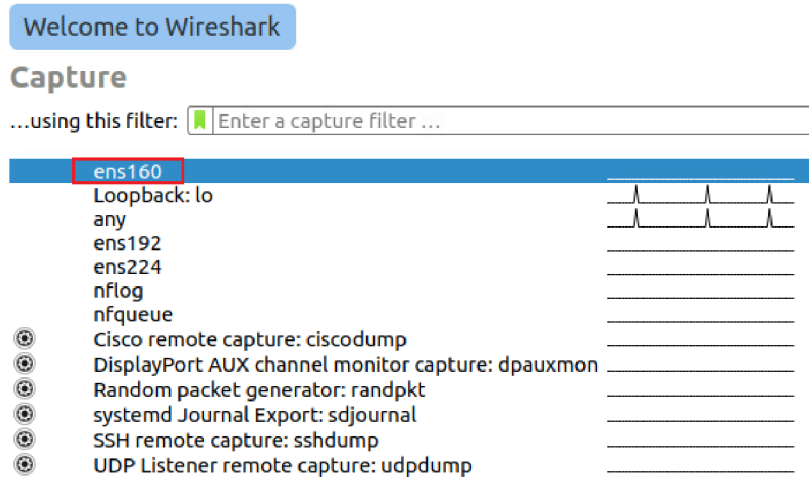 Welcome to Wireshark
Capture
…using this filter: Enter a capture filter …
ens160
Loopback: lo
any
ens192
ens224
nflog
nfqueue
Cisco remote capture: ciscodump
DisplayPort AUX channel monitor capture: dpauxmon
Random packet generator: randpkt
systemd Journal Export: sdjournal
SSH remote capture: sshdump
UDP Listener remote capture: udpdump